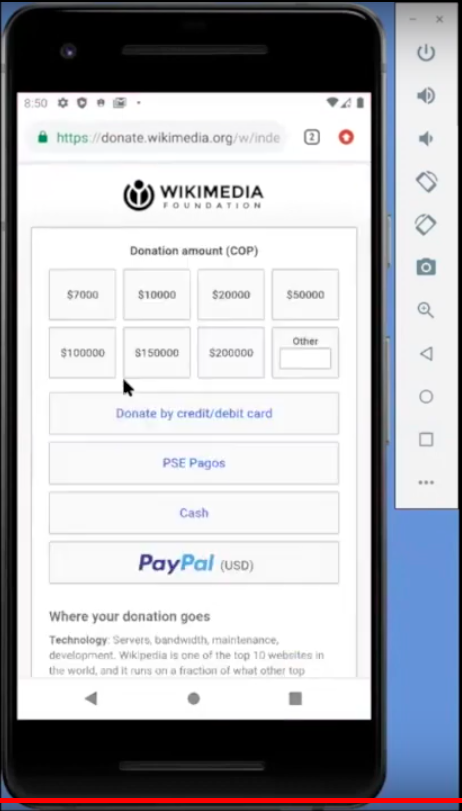 8:50
https://donate.wikimedia.org/w/inde
2
WIKIMEDIA
FOUNDATION
Donation amount (COP)
$7000 $10000 $20000 $50000
$100000 $150000 $200000 Other
Donate by credit/debit card
PSE Pagos
Cash
PayPal (USD)
Where your donation goes
Technology: Servers, bandwidth, maintenance,
development. Wikipedia is one of the top 10 websites in
the world, and it runs on a fraction of what other top